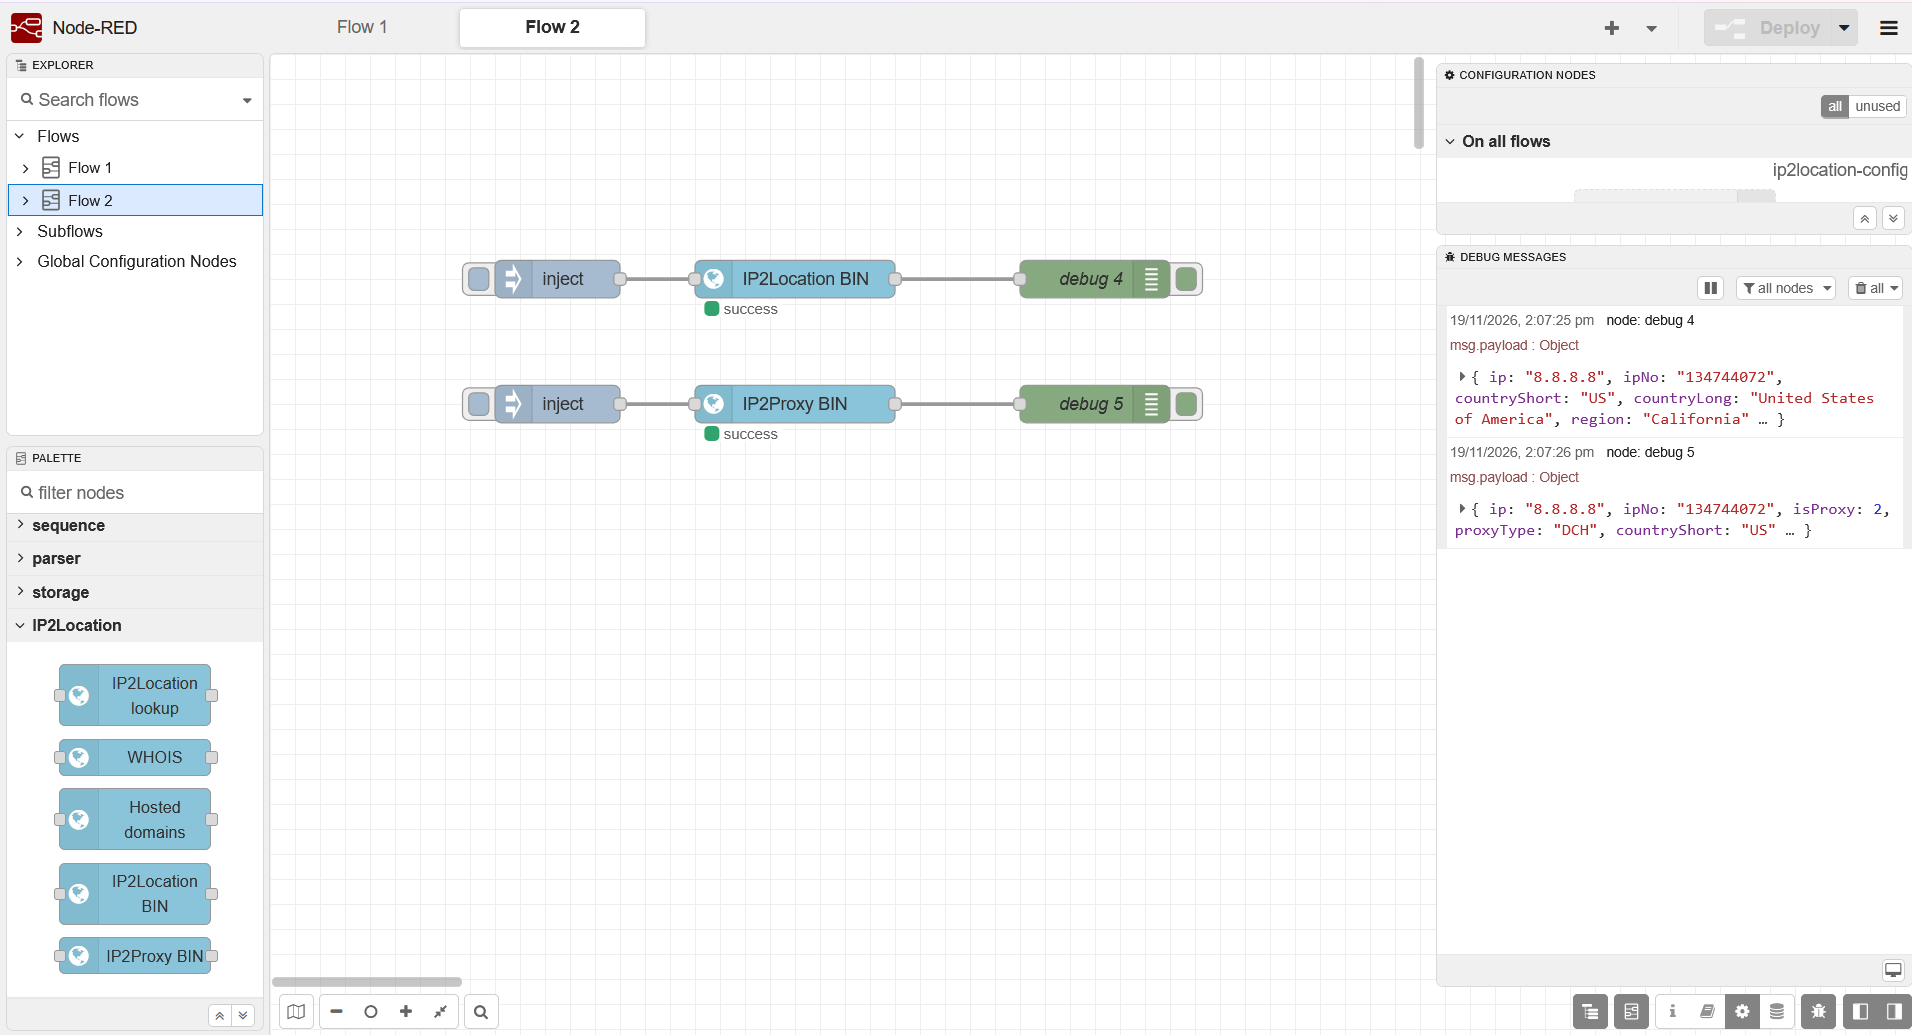 Node-RED
Flow 1
Flow 2
Deploy
EXPLORER
Search flows
Flows
Flow 1
Flow 2
Subflows
Global Configuration Nodes
PALETTE
filter nodes
sequence
parser
storage
IP2Location
IP2Location
lookup
WHOIS
Hosted
domains
IP2Location
BIN
IP2Proxy BIN
inject
IP2Location BIN
success
debug 4
inject
IP2Proxy BIN
success
debug 5
CONFIGURATION NODES
all unused
On all flows
ip2location-config
DEBUG MESSAGES
all nodes all
19/11/2026, 2:07:25 pm node: debug 4
msg.payload : Object
{ ip: "8.8.8.8", ipNo: "134744072",
countryShort: "US", countryLong: "United States
of America", region: "California" … }
19/11/2026, 2:07:26 pm node: debug 5
msg.payload : Object
{ ip: "8.8.8.8", ipNo: "134744072", isProxy: 2,
proxyType: "DCH", countryShort: "US" … }